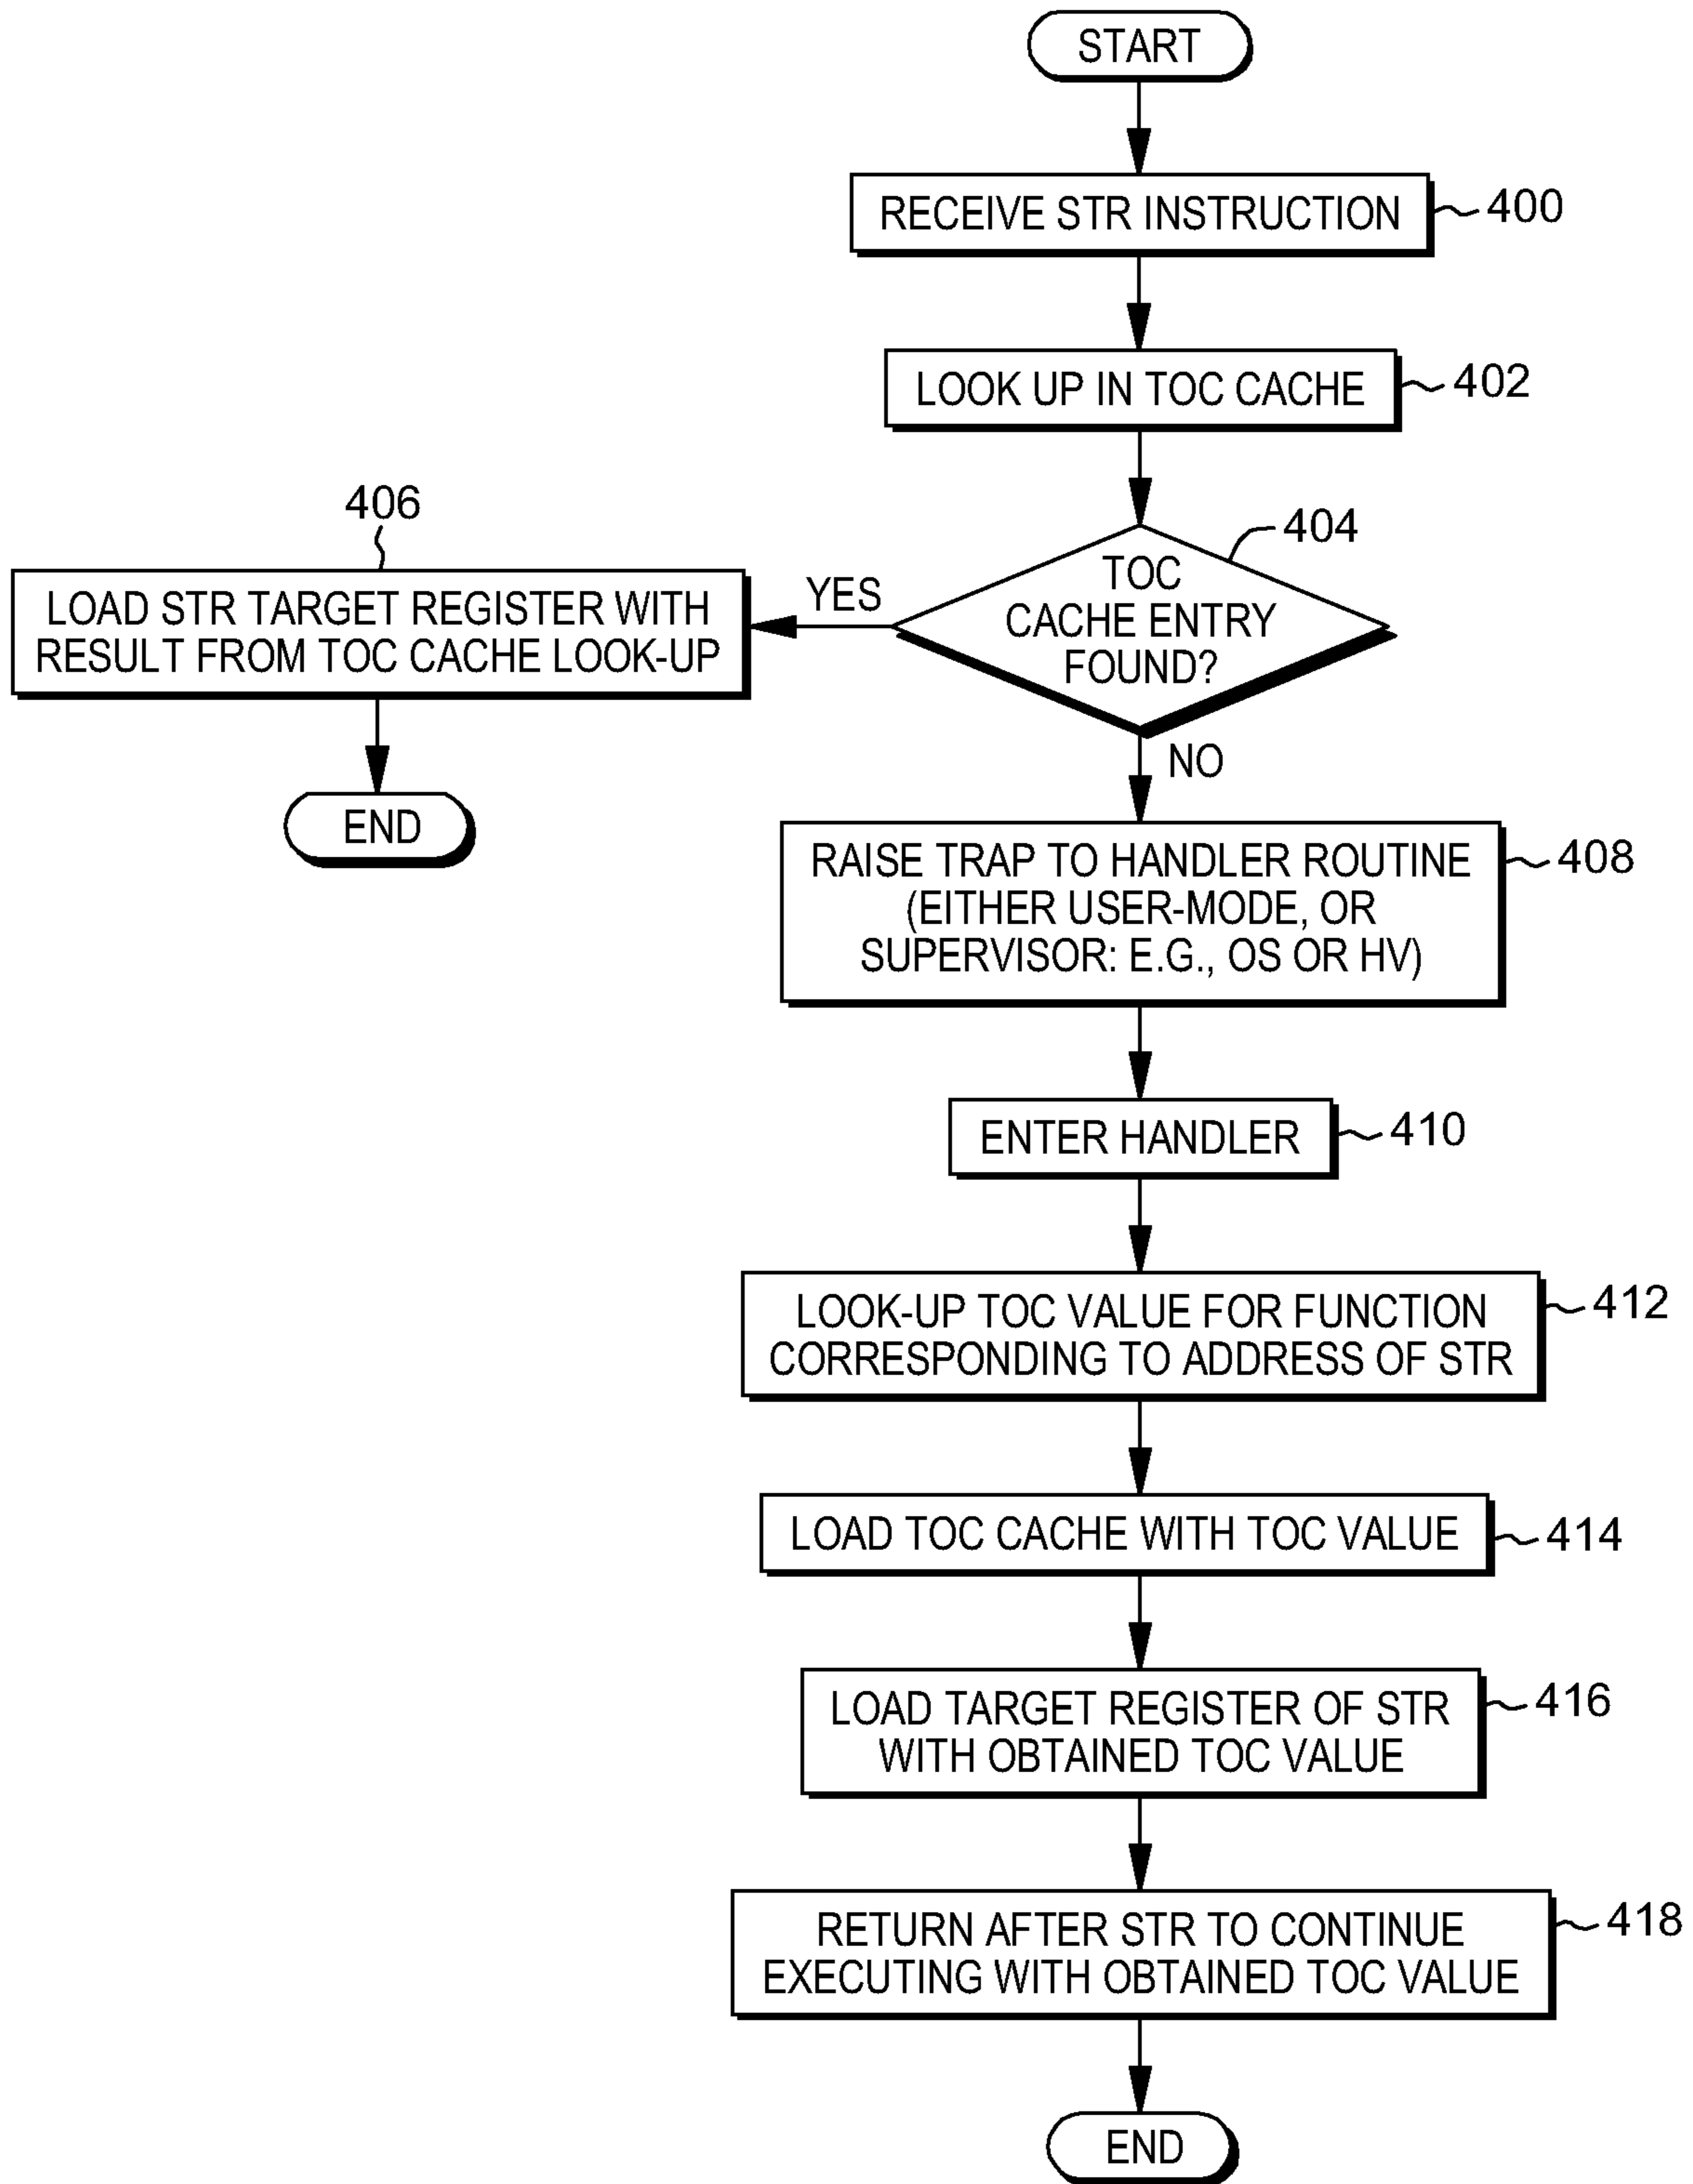 START
RECEIVE STR INSTRUCTION
400
LOOK UP IN TOC CACHE
402
406
404
LOAD STR TARGET REGISTER WITH
RESULT FROM TOC CACHE LOOK-UP
YES
TOC
CACHE ENTRY
FOUND?
NO
END
RAISE TRAP TO HANDLER ROUTINE
(EITHER USER-MODE, OR
SUPERVISOR: E.G., OS OR HV)
408
ENTER HANDLER
410
LOOK-UP TOC VALUE FOR FUNCTION
CORRESPONDING TO ADDRESS OF STR
412
LOAD TOC CACHE WITH TOC VALUE
414
LOAD TARGET REGISTER OF STR
WITH OBTAINED TOC VALUE
416
RETURN AFTER STR TO CONTINUE
EXECUTING WITH OBTAINED TOC VALUE
418
END